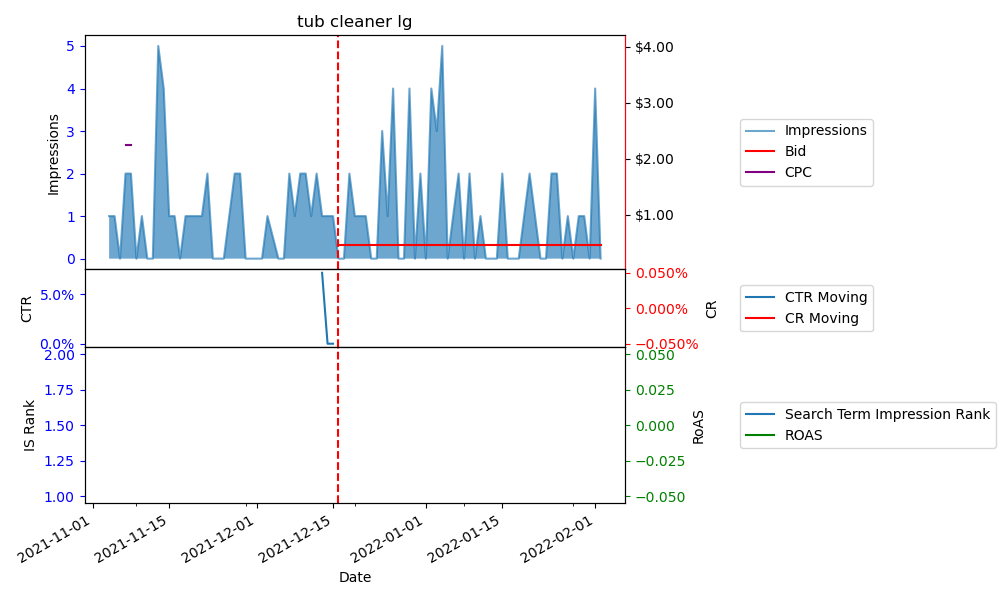 tub cleaner lg
Impressions
5
4
3
2
1
0
$4.00
$3.00
$2.00
$1.00
Impressions
Bid
CPC
CTR
5.0%
0.0%
0.050%
0.000%
−0.050%
CR
CTR Moving
CR Moving
IS Rank
2.00
1.75
1.50
1.25
1.00
0.050
0.025
0.000
−0.025
−0.050
RoAS
Search Term Impression Rank
ROAS
2021-11-01
2021-11-15
2021-12-01
2021-12-15
2022-01-01
2022-01-15
2022-02-01
Date